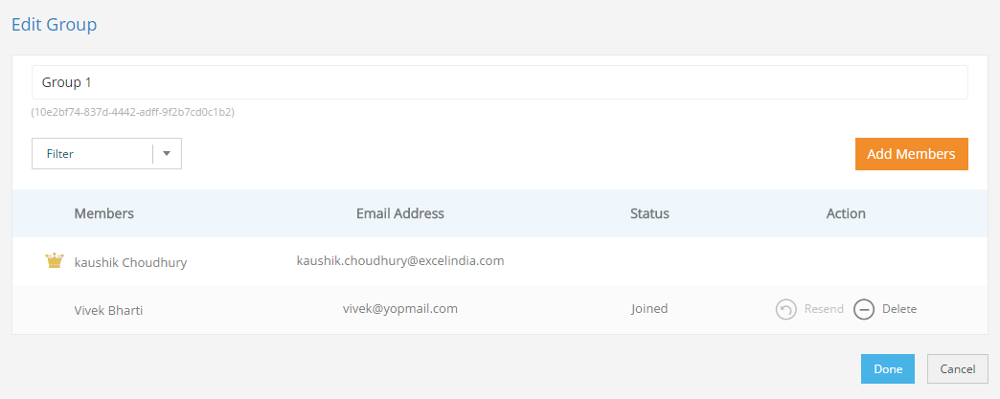 Edit Group
Group 1
(10e2bf74-837d-4442-adff-9f2b7cd0c1b2)
Filter
Add Members
Members Email Address Status Action
kaushik Choudhury kaushik.choudhury@excelindia.com
Vivek Bharti vivek@yopmail.com Joined Resend Delete
Done Cancel